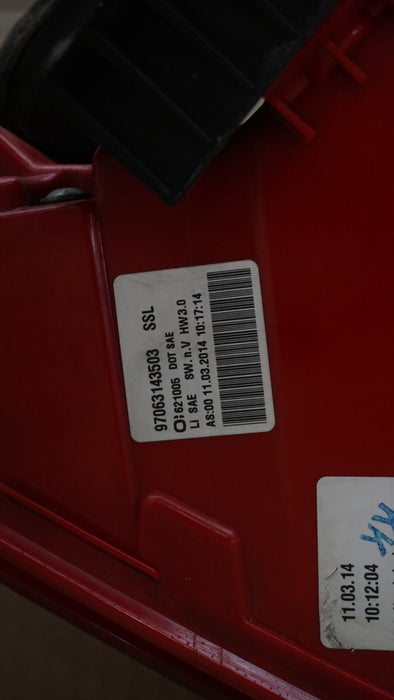 97063143503 SSL
621005 DOT SAE
LI SAE SW.n.V HW3.0
AS:00 11.03.2014 10:17:14
11.03.14
10:12:04